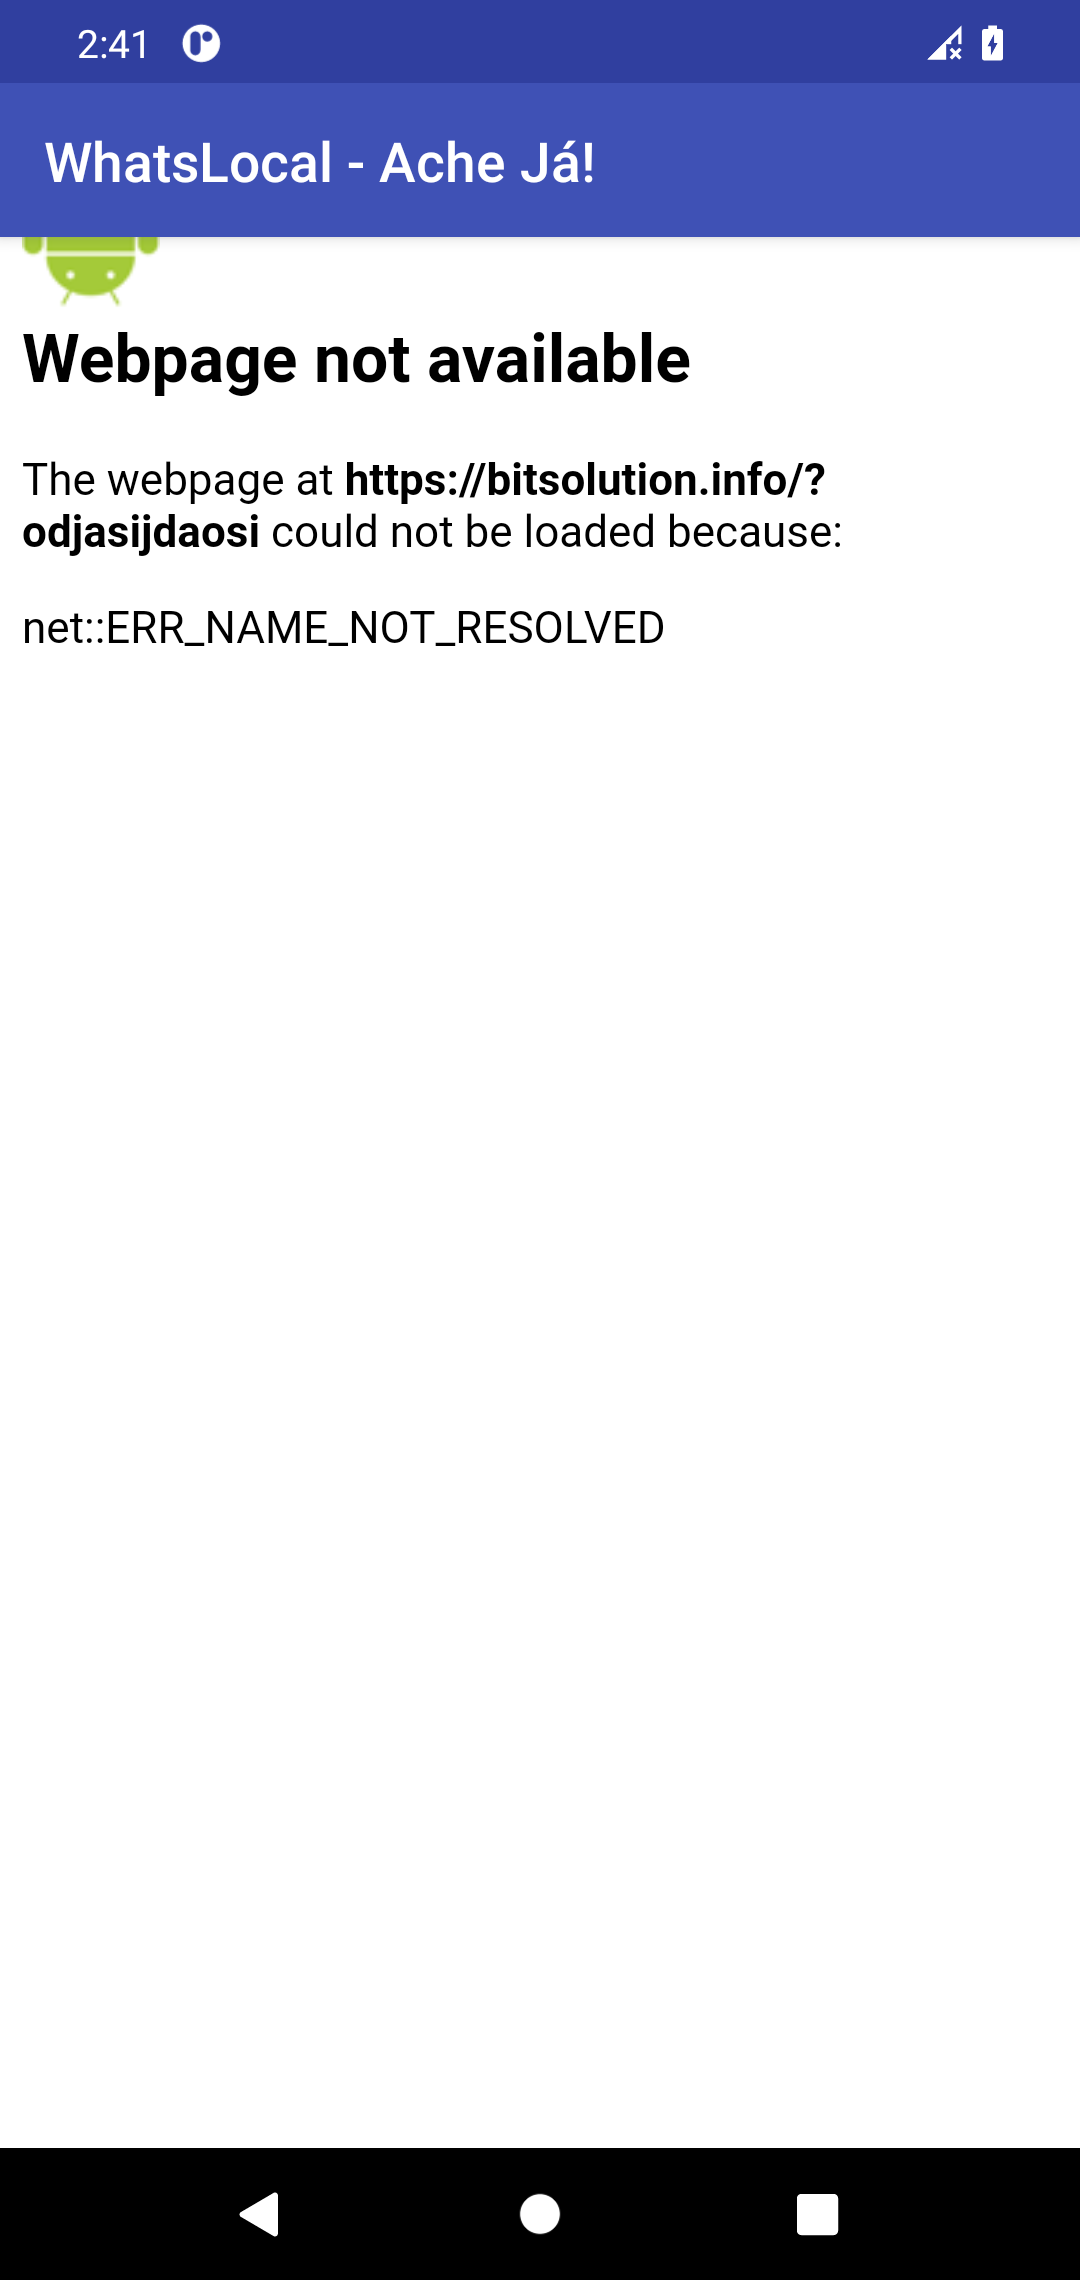 2:41
WhatsLocal - Ache Já!
Webpage not available
The webpage at https://bitsolution.info/?
odjasijdaosi could not be loaded because:
net::ERR_NAME_NOT_RESOLVED